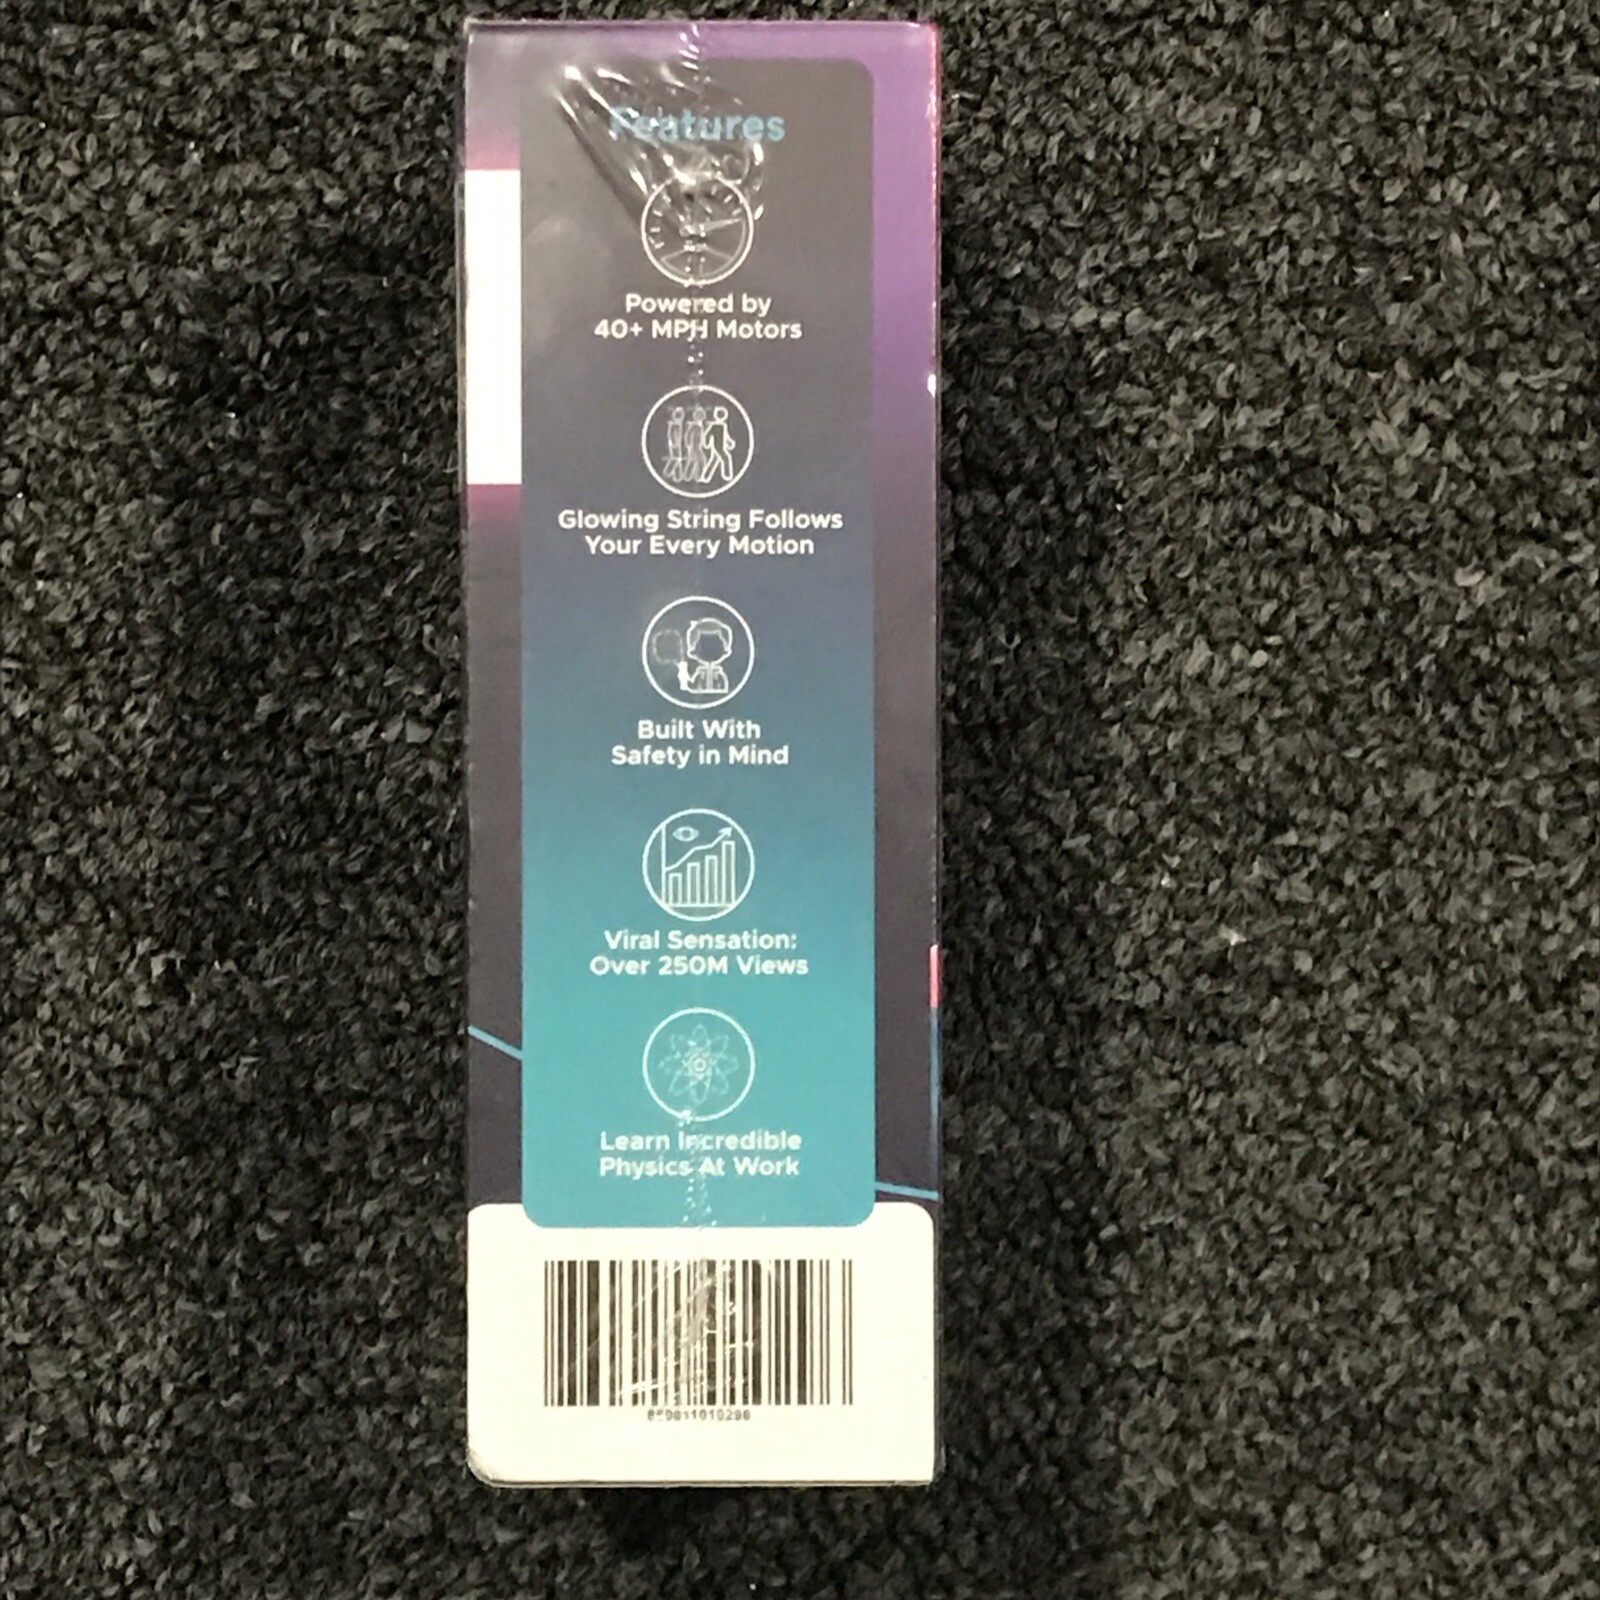 Features
Powered by
40+ MPH Motors
Glowing String Follows
Your Every Motion
Built With
Safety in Mind
Viral Sensation:
Over 250M Views
Learn Incredible
Physics At Work